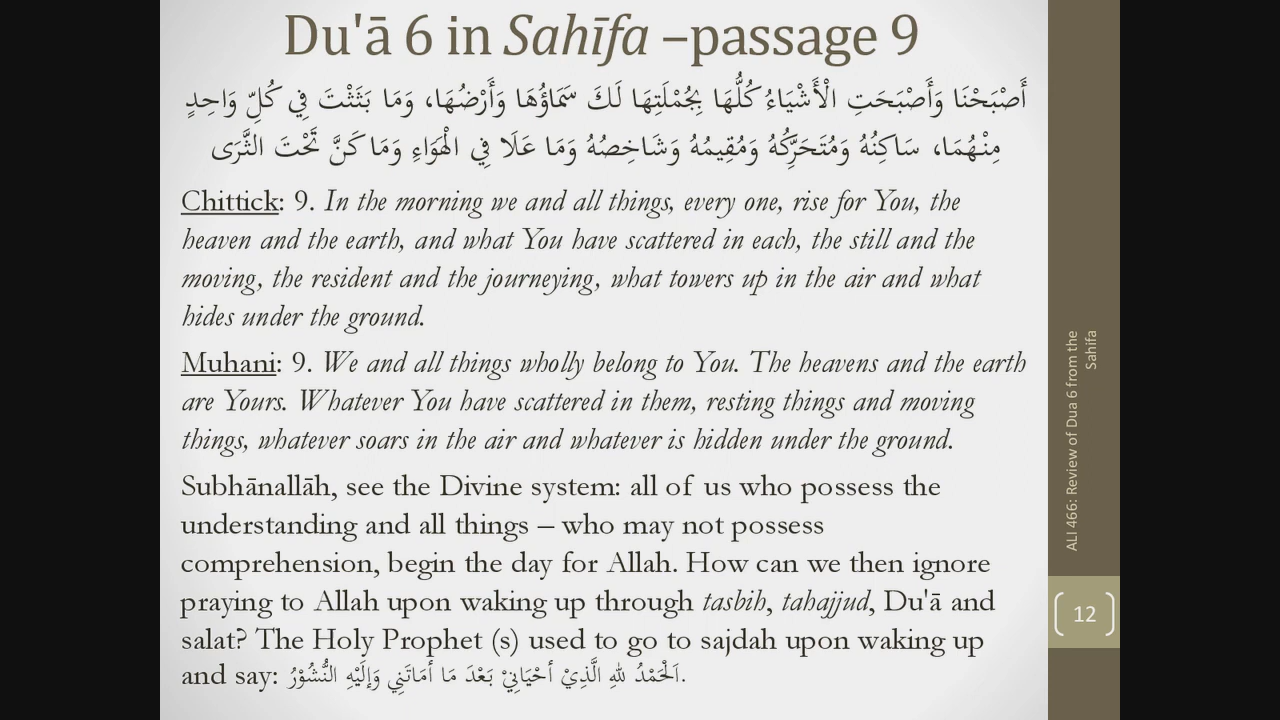 Du'ā 6 in Sahīfa –passage 9
أَصْبَحْنَا وَأَصْبَحَتِ الْأَشْيَاءُ كُلُّهَا بِجُمْلَتِهَا لَكَ سَمَاؤُهَا وَأَرْضُهَا، وَمَا بَثَثْتَ فِي كُلِّ وَاحِدٍ
مِنْهُمَا، سَاكِنُهُ وَمُتَحَرِّكُهُ وَمُقِيمُهُ وَشَاخِصُهُ وَمَا عَلَا فِي الْهَوَاءِ وَمَا كَنَّ تَحْتَ الثَّرَى
Chittick: 9. In the morning we and all things, every one, rise for You, the
heaven and the earth, and what You have scattered in each, the still and the
moving, the resident and the journeying, what towers up in the air and what
hides under the ground.
Muhani: 9. We and all things wholly belong to You. The heavens and the earth
are Yours. Whatever You have scattered in them, resting things and moving
things, whatever soars in the air and whatever is hidden under the ground.
Subhānallāh, see the Divine system: all of us who possess the
understanding and all things – who may not possess
comprehension, begin the day for Allah. How can we then ignore
praying to Allah upon waking up through tasbih, tahajjud, Du'ā and
salat? The Holy Prophet (s) used to go to sajdah upon waking up
and say: اَلْحَمْدُ للهِ الَّذِيْ أَحْيَانِيْ بَعْدَ مَا أَمَاتَنِي وَإِلَيْهِ النُّشُوْرُ.
ALI 466: Review of Dua 6 from the
Sahifa
12